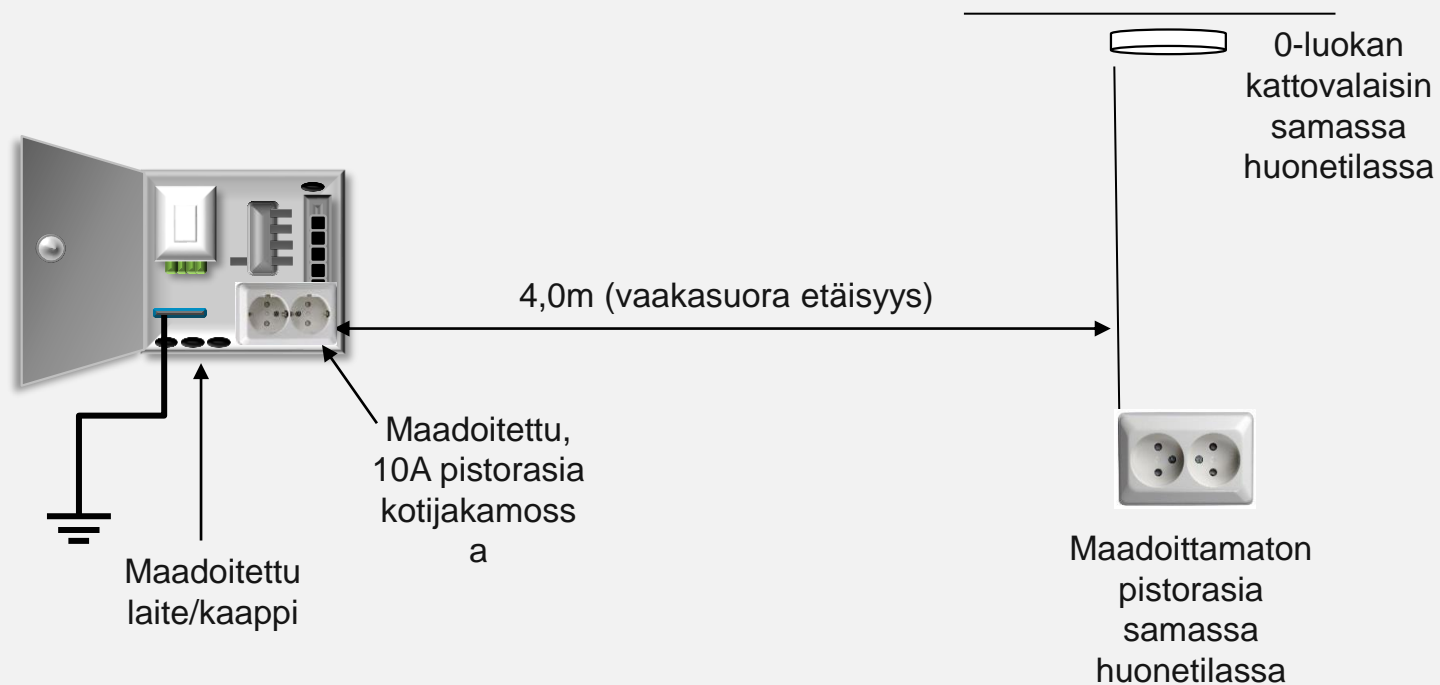 0-luokan
kattovalaisin
samassa
huonetilassa
4,0m (vaakasuora etäisyys)
Maadoitettu,
10A pistorasia
kotijakamoss
a
Maadoitettu
laite/kaappi
Maadoittamaton
pistorasia
samassa
huonetilassa